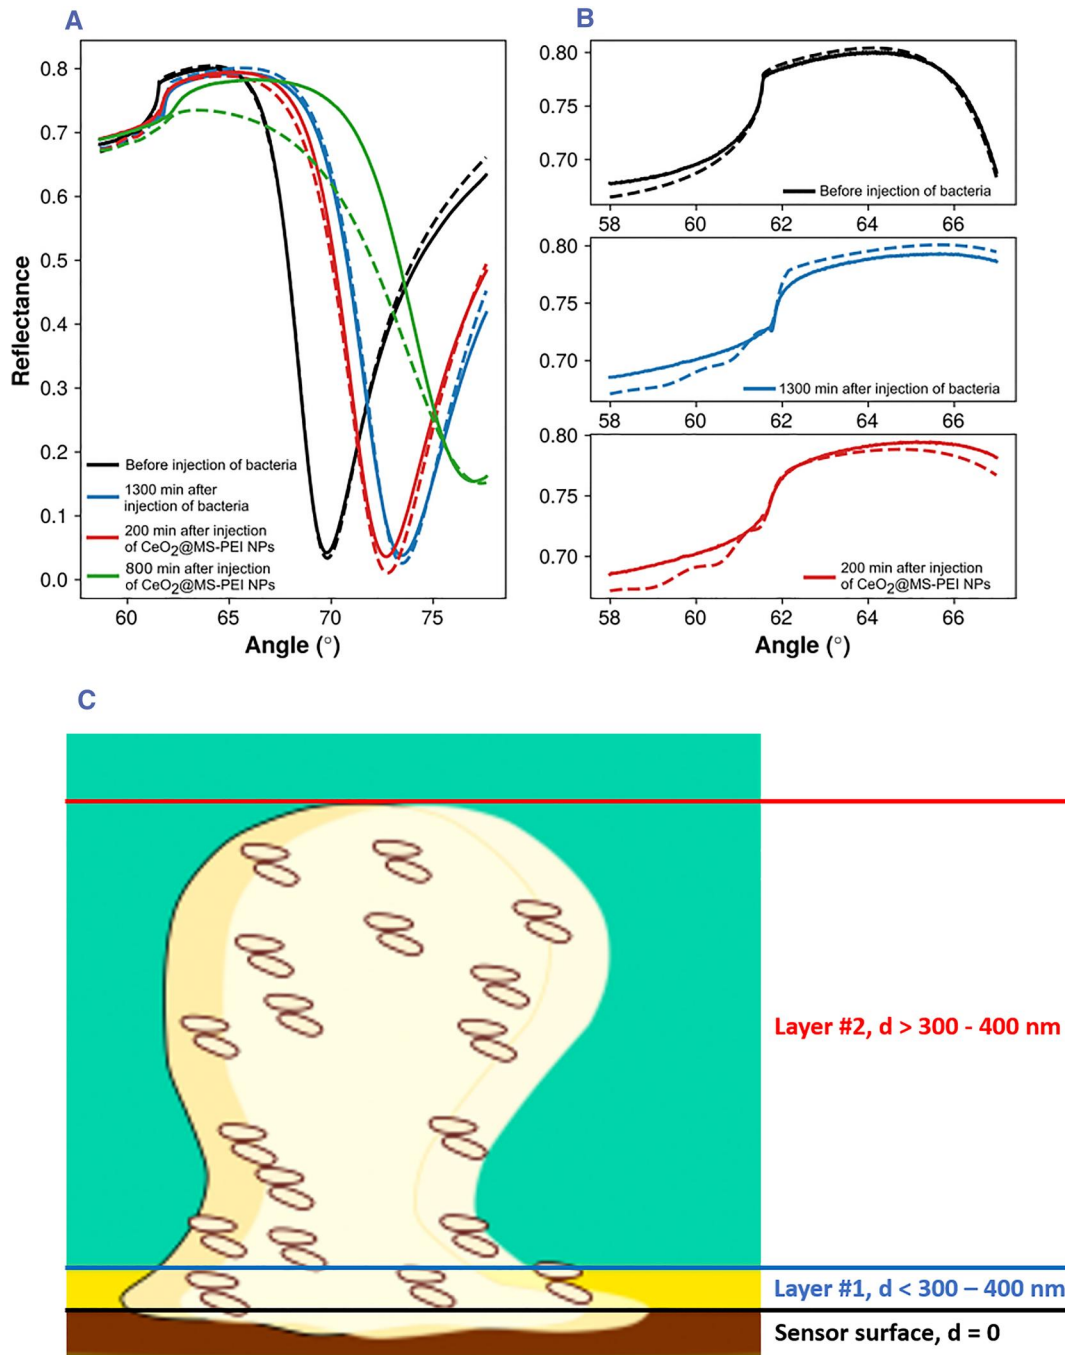 A
B
0.8
0.7
0.6
0.5
0.4
0.3
0.2
0.1
0.0
Reflectance
Before injection of bacteria
1300 min after
injection of bacteria
200 min after injection
of CeO2@MS-PEI NPs
800 min after injection
of CeO2@MS-PEI NPs
60 65 70 75
Angle (°)
0.80
0.75
0.70
Before injection of bacteria
58 60 62 64 66
0.80
0.75
0.70
1300 min after injection of bacteria
58 60 62 64 66
0.80
0.75
0.70
200 min after injection
of CeO2@MS-PEI NPs
58 60 62 64 66
Angle (°)
C
Layer #2, d > 300 - 400 nm
Layer #1, d < 300 – 400 nm
Sensor surface, d = 0